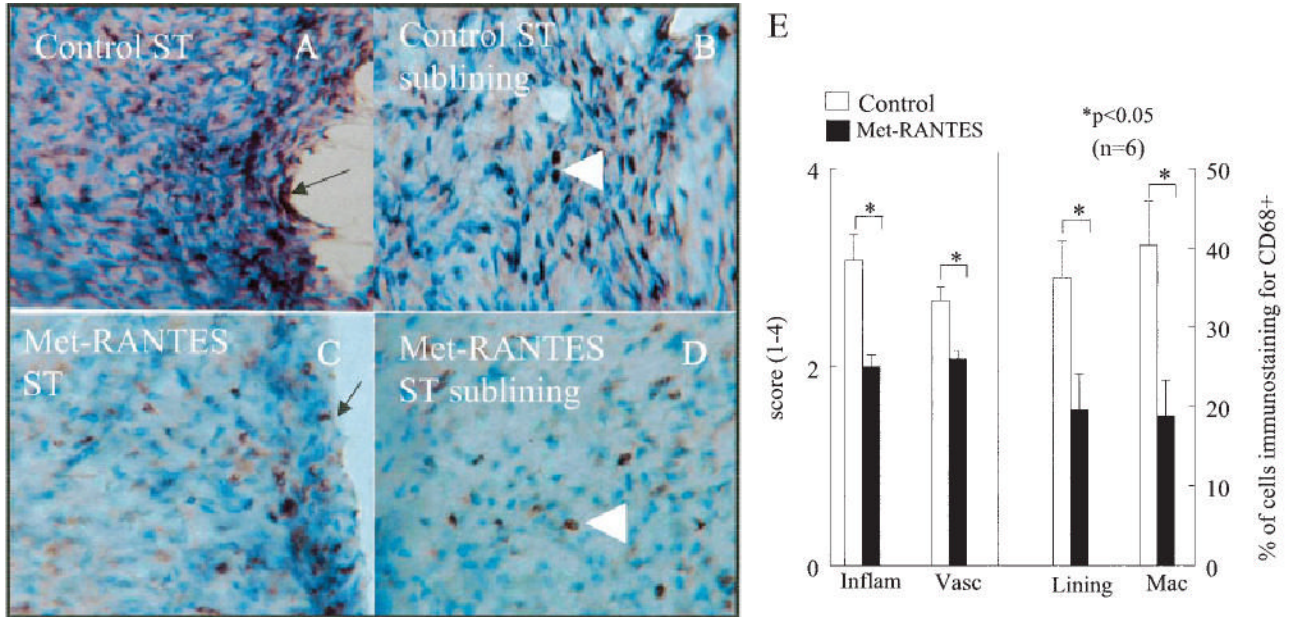 Control ST
A
Control ST
sublining
B
Met-RANTES
ST
C
Met-RANTES
ST sublining
D
E
Control
Met-RANTES
*p<0.05
(n=6)
4
2
0
score (1-4)
50
40
30
20
10
0
% of cells immunostaining for CD68+
*
*
*
*
Inflam
Vasc
Lining
Mac